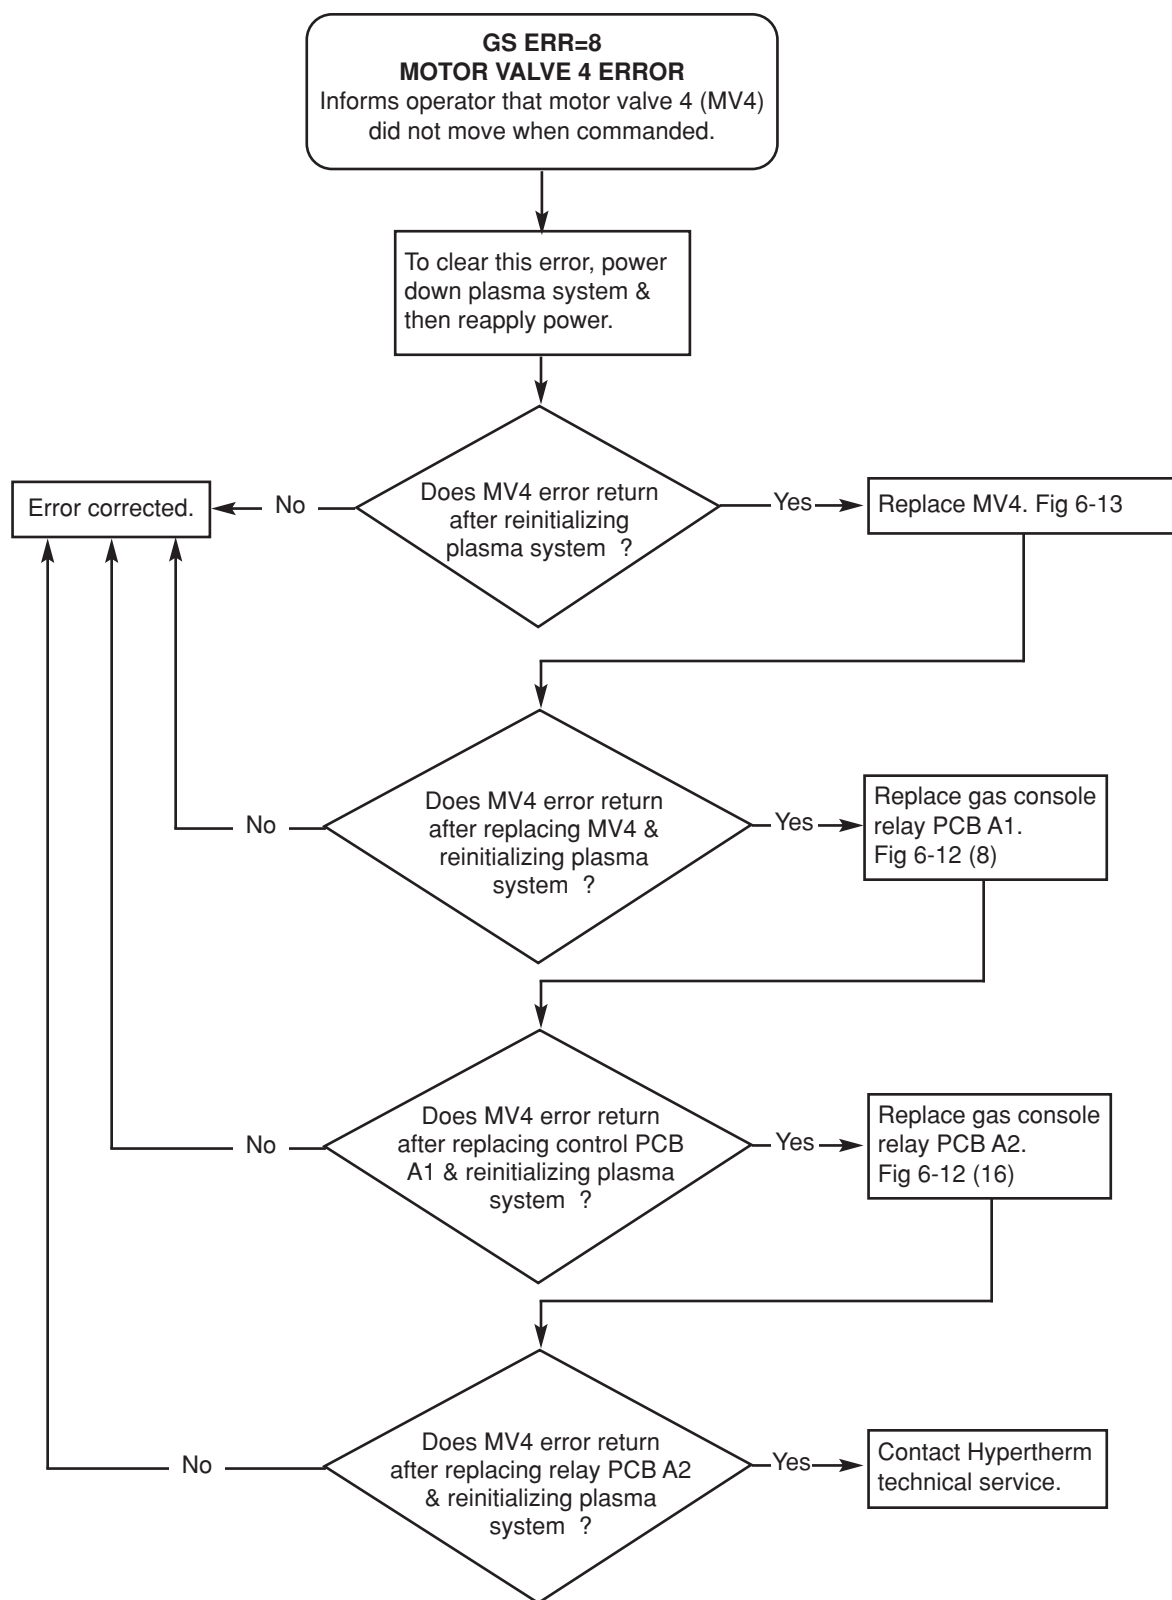 GS ERR=8
MOTOR VALVE 4 ERROR
Informs operator that motor valve 4 (MV4)
did not move when commanded.
To clear this error, power
down plasma system &
then reapply power.
Error corrected.
No
Does MV4 error return
after reinitializing
plasma system ?
Yes
Replace MV4. Fig 6-13
No
Does MV4 error return
after replacing MV4 &
reinitializing plasma
system ?
Yes
Replace gas console
relay PCB A1.
Fig 6-12 (8)
No
Does MV4 error return
after replacing control PCB
A1 & reinitializing plasma
system ?
Yes
Replace gas console
relay PCB A2.
Fig 6-12 (16)
No
Does MV4 error return
after replacing relay PCB A2
& reinitializing plasma
system ?
Yes
Contact Hypertherm
technical service.